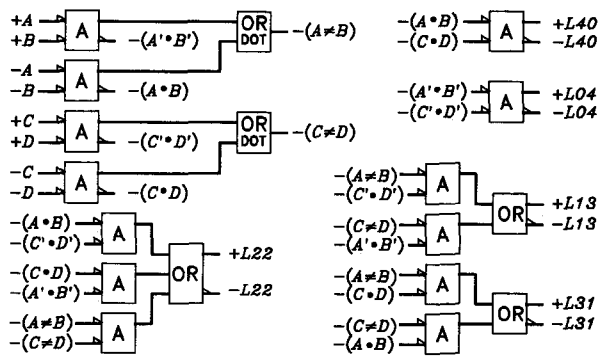 +A
+B
A
-(A'•B')
-A
-B
A
-(A•B)
OR
DOT
-(A≠B)
+C
+D
A
-(C'•D')
-C
-D
A
-(C•D)
OR
DOT
-(C≠D)
-(A•B)
-(C'•D')
A
-(C•D)
-(A'•B')
A
-(A≠B)
-(C≠D)
A
OR
+L22
-L22
-(A•B)
-(C•D)
A
+L40
-L40
-(A'•B')
-(C'•D')
A
+L04
-L04
-(A≠B)
-(C'•D')
A
-(C≠D)
-(A'•B')
A
OR
+L13
-L13
-(A≠B)
-(C•D)
A
-(C≠D)
-(A•B)
A
OR
+L31
-L31